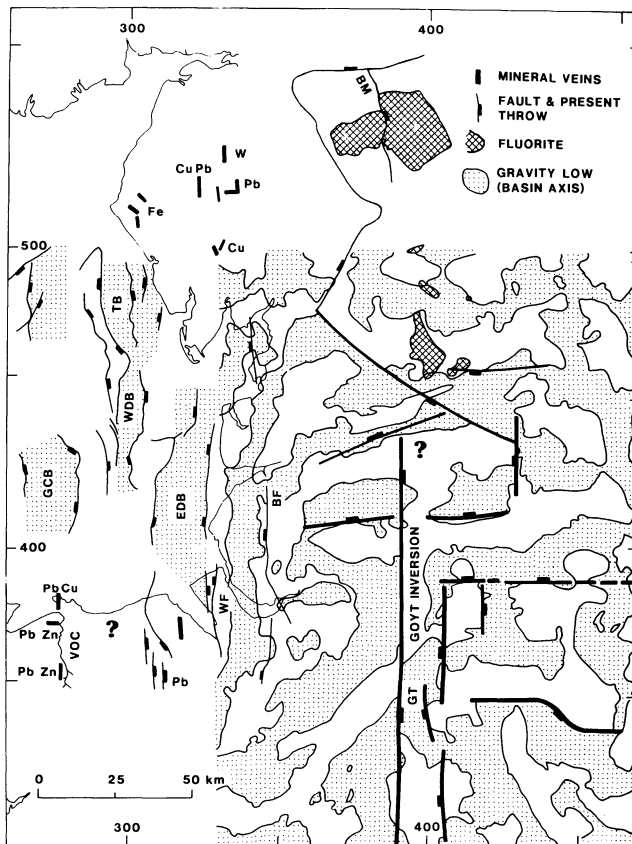 300
400
BM
MINERAL VEINS
FAULT & PRESENT
THROW
FLUORITE
GRAVITY LOW
(BASIN AXIS)
W
Cu Pb
Pb
Fe
Cu
500
TB
WDB
GCB
EDB
BF
?
400
GOYT INVERSION
Pb Cu
Pb Zn
?
VOC
WF
Pb Zn
Pb
GT
0 25 50 km
300
400